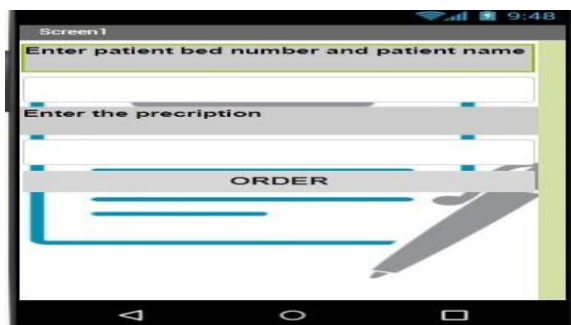 9:48
Screen1
Enter patient bed number and patient name
Enter the precription
ORDER